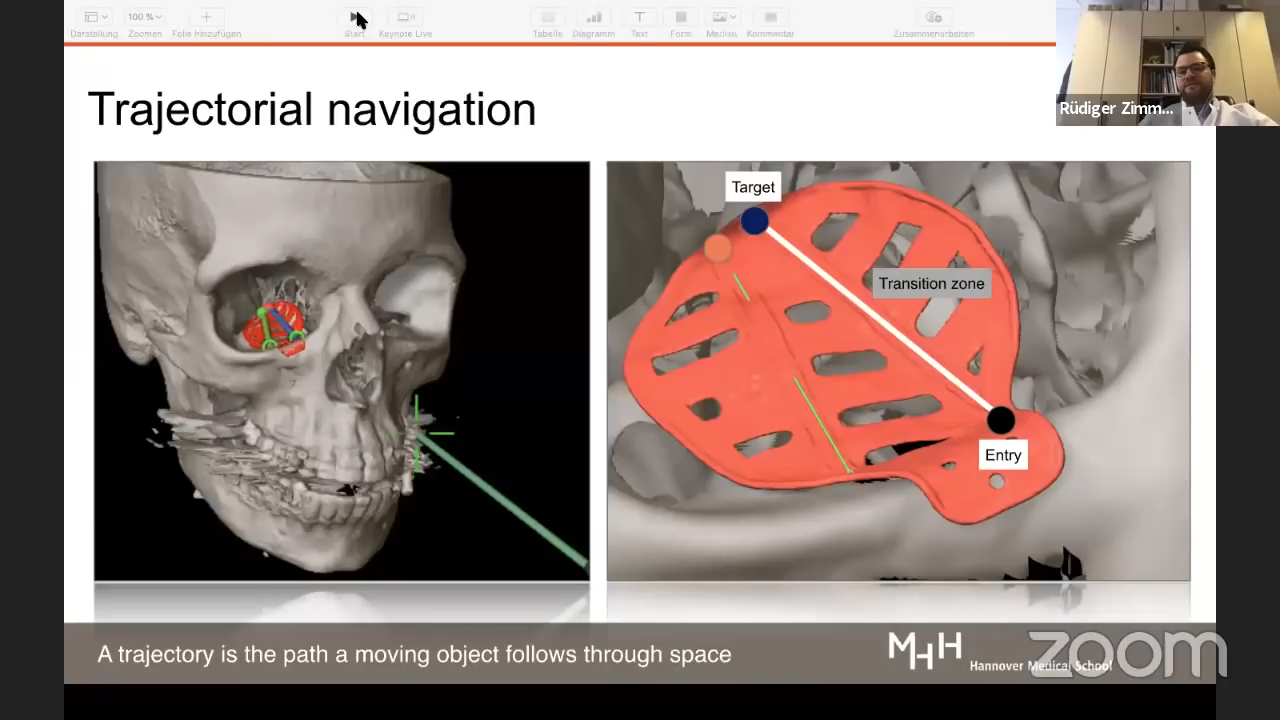 Darstellung
100 %
Zoomen
Folie hinzufügen
Start
Keynote Live
Tabelle
Diagramm
Text
Form
Medien
Kommentar
Zusammenarbeiten
Rüdiger Zimm...
Trajectorial navigation
Target
Transition zone
Entry
A trajectory is the path a moving object follows through space
MHH
Hannover Medical School
zoom